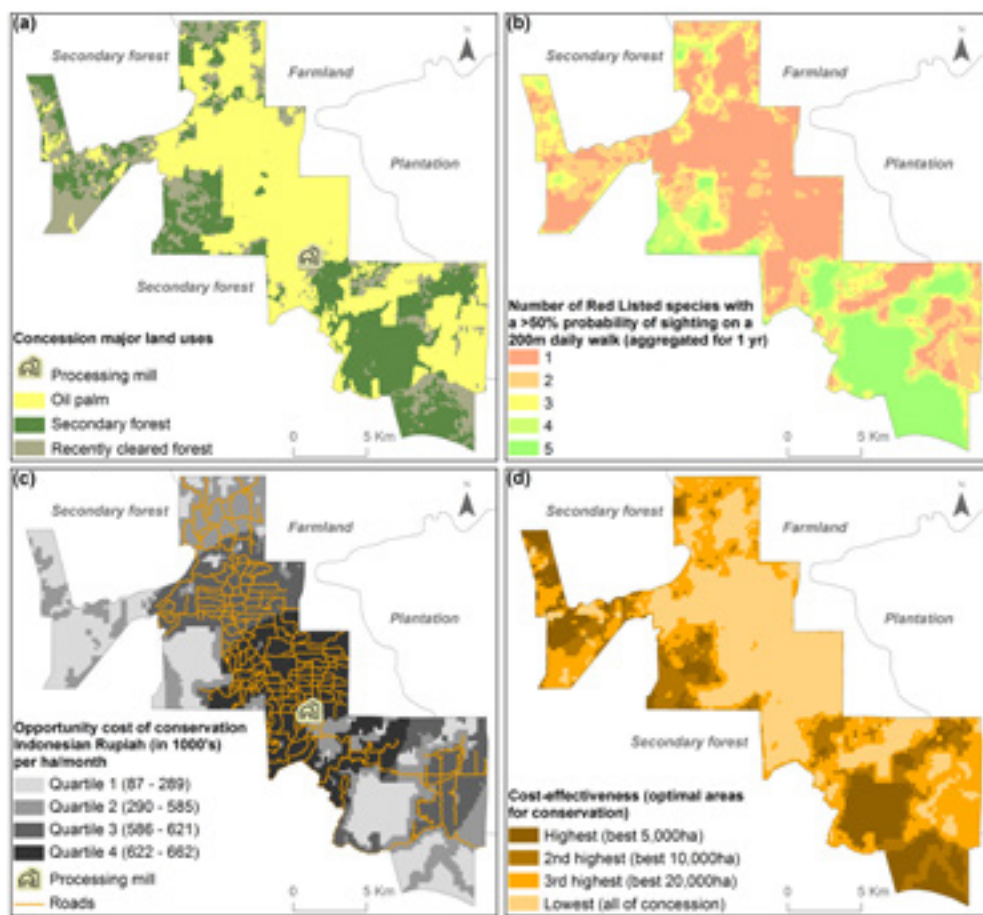 (a)
N
Secondary forest
Farmland
Plantation
Secondary forest
Concession major land uses
Processing mill
Oil palm
Secondary forest
Recently cleared forest
0 5 Km
(b)
N
Secondary forest
Farmland
Plantation
Number of Red Listed species with
a >50% probability of sighting on a
200m daily walk (aggregated for 1 yr)
1
2
3
4
5
0 5 Km
(c)
N
Secondary forest
Farmland
Plantation
Opportunity cost of conservation
Indonesian Rupiah (in 1000's)
per ha/month
Quartile 1 (87 - 289)
Quartile 2 (290 - 585)
Quartile 3 (586 - 621)
Quartile 4 (622 - 662)
Processing mill
Roads
0 5 Km
(d)
N
Secondary forest
Farmland
Plantation
Secondary forest
Cost-effectiveness (optimal areas
for conservation)
Highest (best 5,000ha)
2nd highest (best 10,000ha)
3rd highest (best 20,000ha)
Lowest (all of concession)
0 5 Km